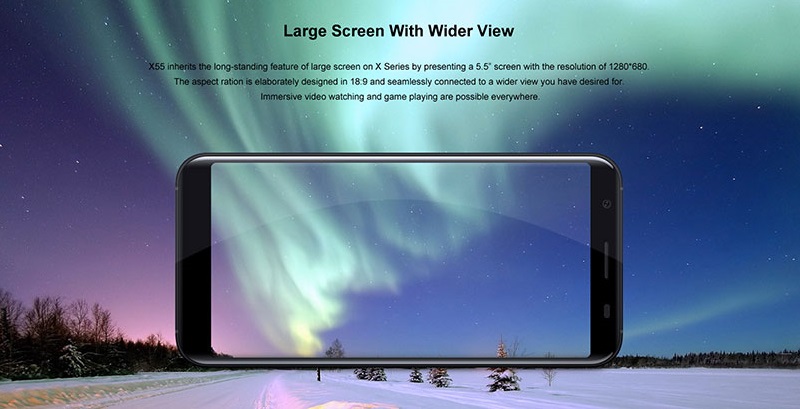 Large Screen With Wider View
X55 inherits the long-standing feature of large screen on X Series by presenting a 5.5" screen with the resolution of 1280*680.
The aspect ration is elaborately designed in 18:9 and seamlessly connected to a wider view you have desired for.
Immersive video watching and game playing are possible everywhere.